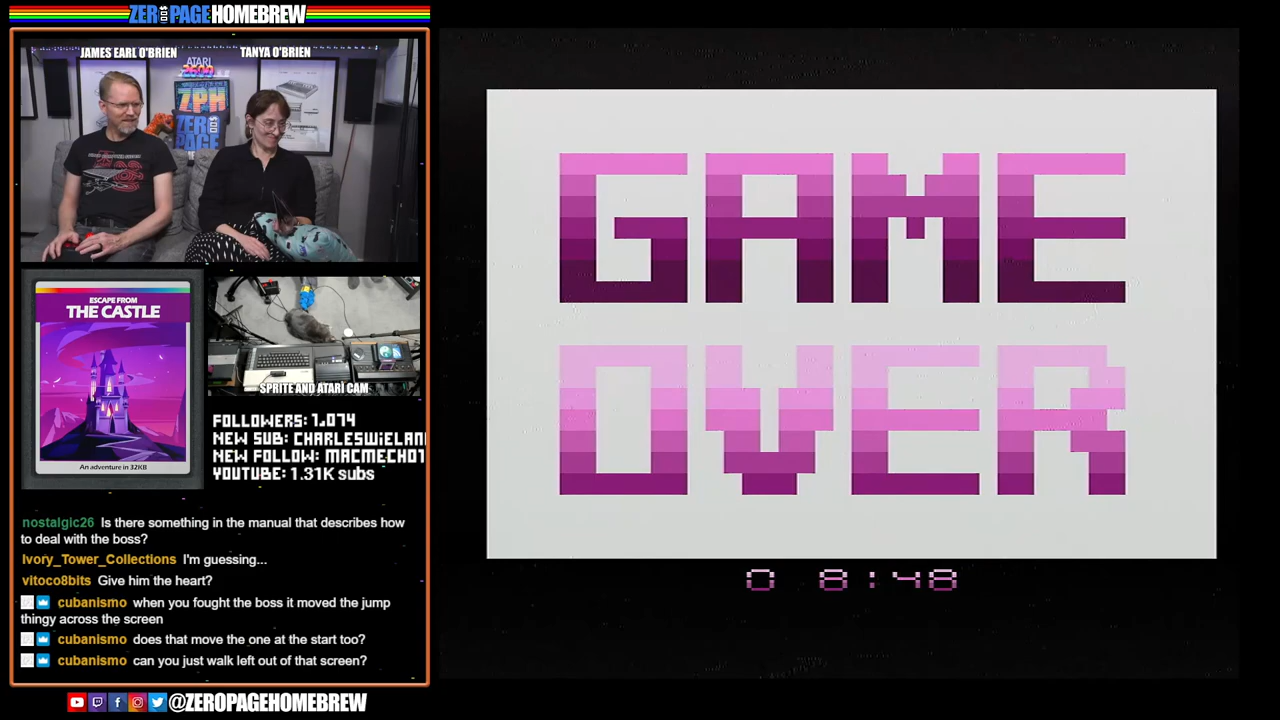 ZERO PAGE HOMEBREW
JAMES EARL O'BRIEN
TANYA O'BRIEN
ATARI
2600
ZPH
ZERO
PAGE
GAME
OVER
0 8:48
ESCAPE FROM
THE CASTLE
An adventure in 32KB
SPRITE AND ATARI CAM
FOLLOWERS: 1,074
NEW SUB: CHARLESWIELAN
NEW FOLLOW: MACMECHOT
YOUTUBE: 1.31K subs
nostalgic26 Is there something in the manual that describes how
to deal with the boss?
Ivory_Tower_Collections I'm guessing...
vitoco8bits Give him the heart?
cubanismo when you fought the boss it moved the jump
thingy across the screen
cubanismo does that move the one at the start too?
cubanismo can you just walk left out of that screen?
@ZEROPAGEHOMEBREW